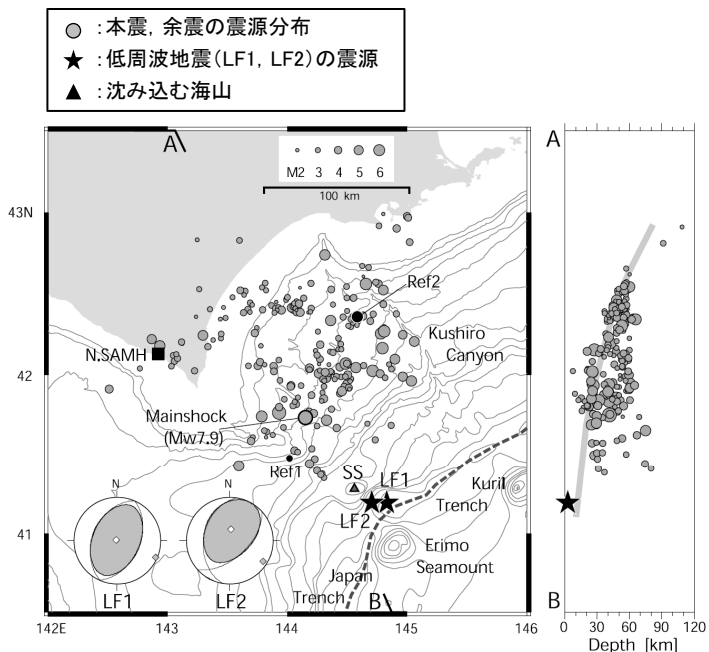 :本震,余震の震源分布
:低周波地震(LF1, LF2)の震源
:沈み込む海山
A
M2 3 4 5 6
100 km
43N
Ref2
Kushiro
Canyon
N.SAMH
42
Mainshock
(Mw7.9)
Ref1
SS
LF1
Kuril
Trench
LF2
41
Erimo
Seamount
N
N
Japan
Trench
LF1
LF2
B
142E
143
144
145
146
A
B
0 30 60 90 120
Depth [km]